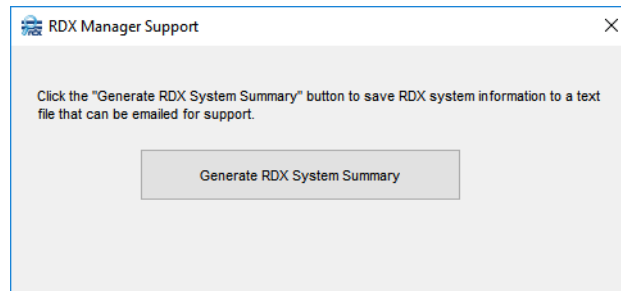 RDX Manager Support
Click the "Generate RDX System Summary" button to save RDX system information to a text
file that can be emailed for support.
Generate RDX System Summary